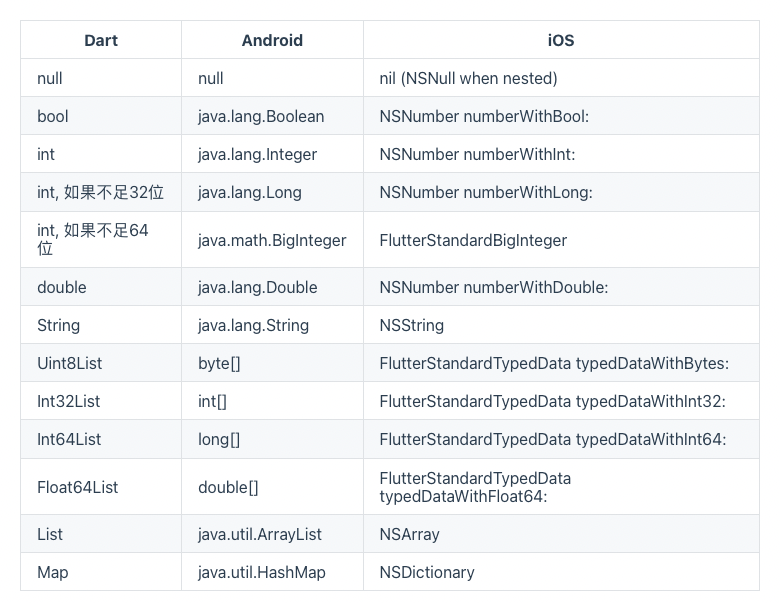 Dart Android iOS
null null nil (NSNull when nested)
bool java.lang.Boolean NSNumber numberWithBool:
int java.lang.Integer NSNumber numberWithInt:
int, 如果不足32位 java.lang.Long NSNumber numberWithLong:
int, 如果不足64
位 java.math.BigInteger FlutterStandardBigInteger
double java.lang.Double NSNumber numberWithDouble:
String java.lang.String NSString
Uint8List byte[] FlutterStandardTypedData typedDataWithBytes:
Int32List int[] FlutterStandardTypedData typedDataWithInt32:
Int64List long[] FlutterStandardTypedData typedDataWithInt64:
Float64List double[] FlutterStandardTypedData
typedDataWithFloat64:
List java.util.ArrayList NSArray
Map java.util.HashMap NSDictionary